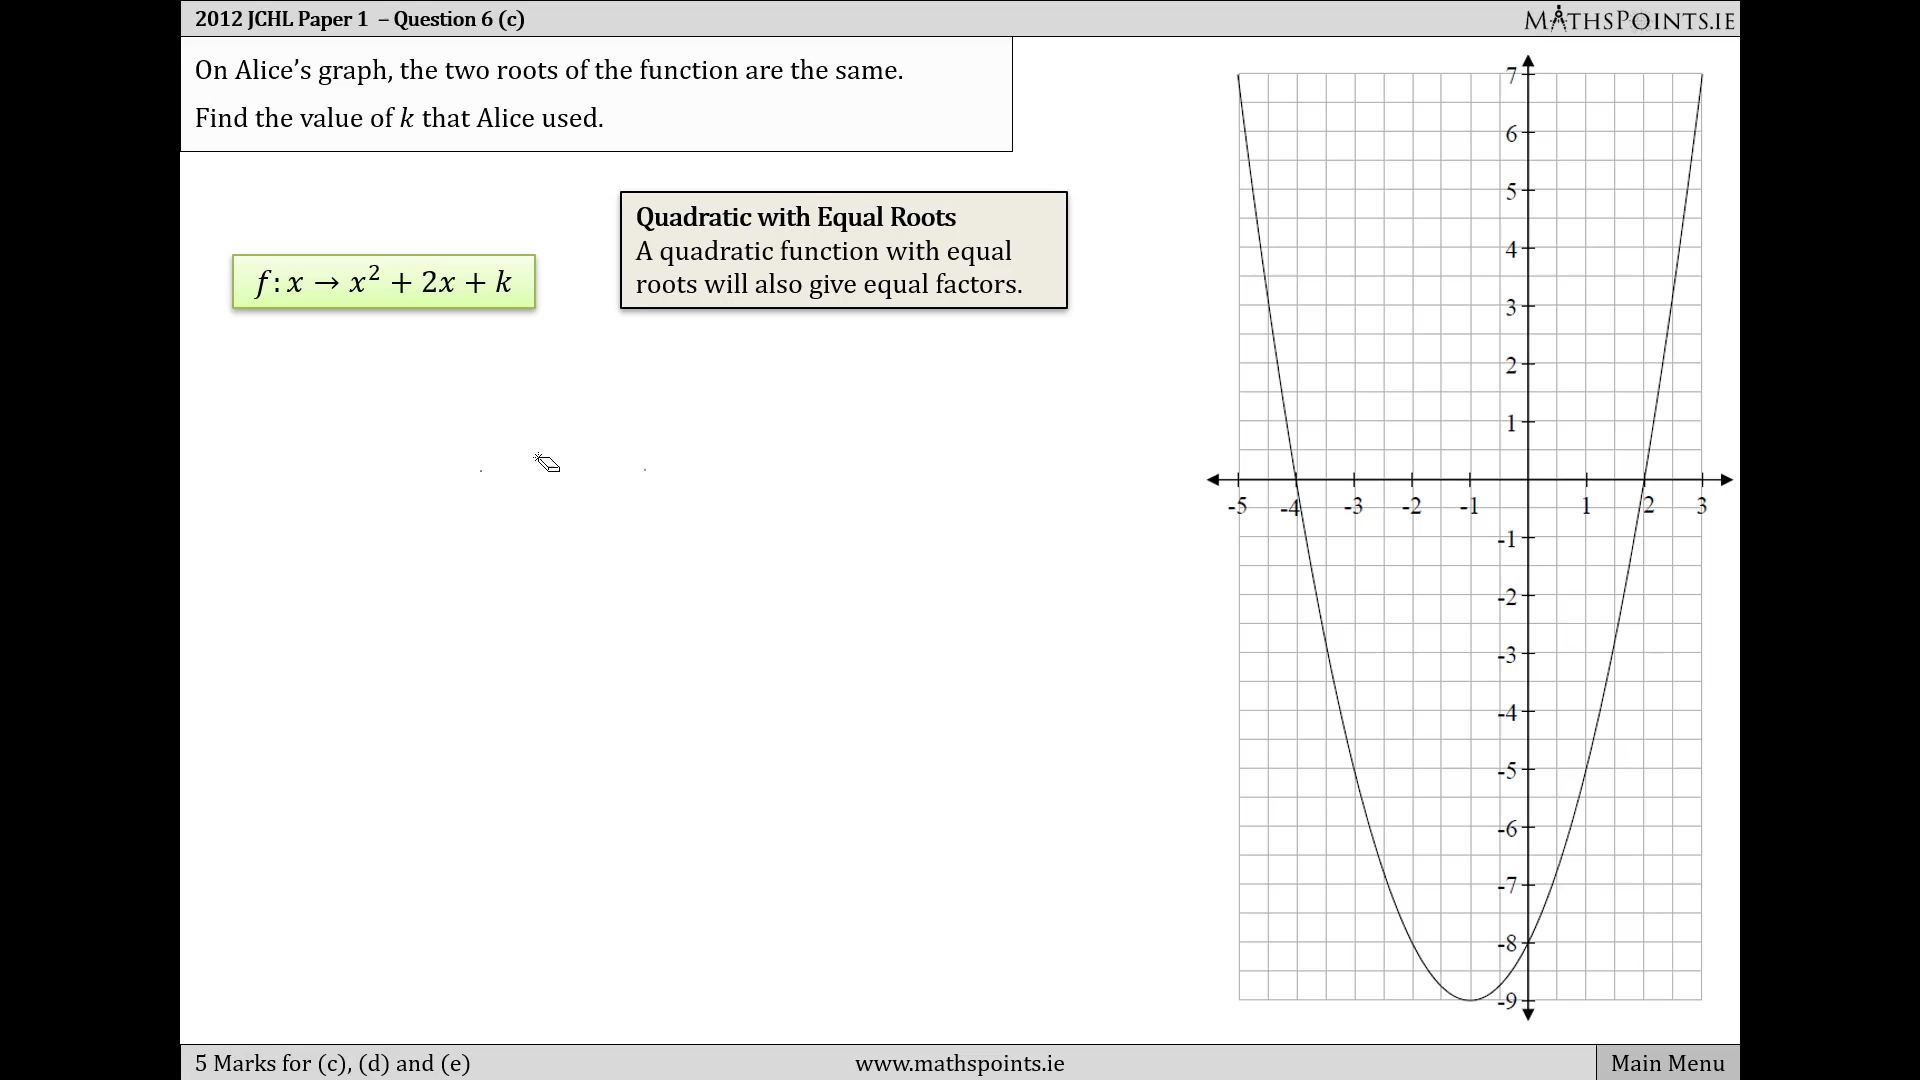 2012 JCHL Paper 1 – Question 6 (c)
MATHSPOINTS.IE
On Alice’s graph, the two roots of the function are the same.
Find the value of k that Alice used.
Quadratic with Equal Roots
A quadratic function with equal
roots will also give equal factors.
f : x → x² + 2x + k
7
6
5
4
3
2
1
-5 -4 -3 -2 -1 1 2 3
-1
-2
-3
-4
-5
-6
-7
-8
-9
5 Marks for (c), (d) and (e)
www.mathspoints.ie
Main Menu